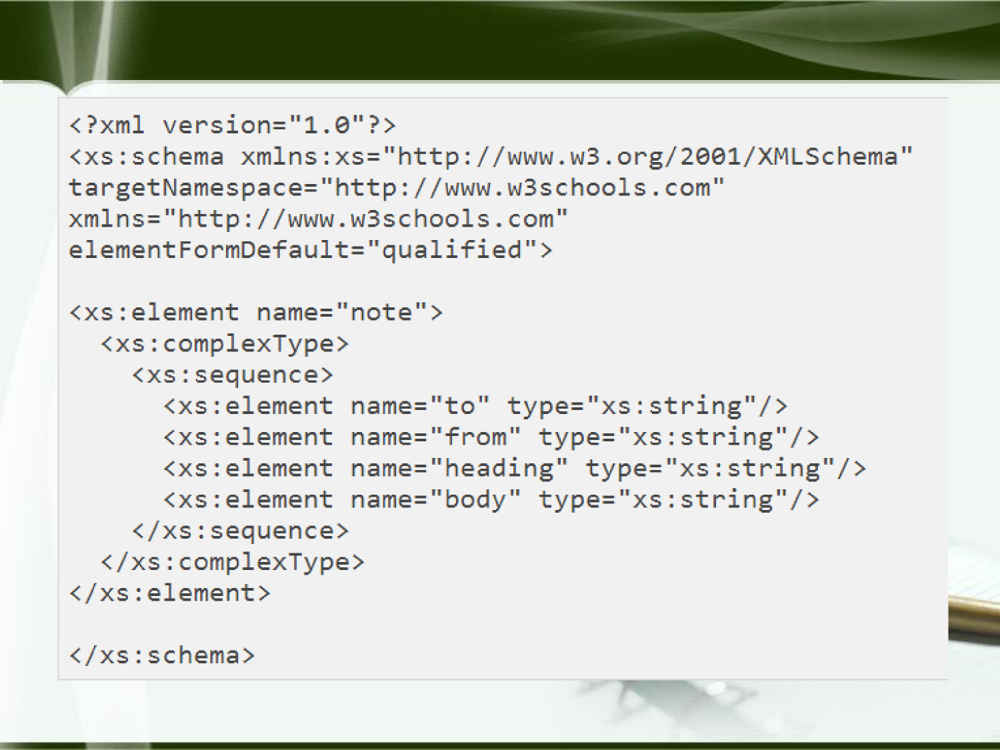 <?xml version="1.0"?>
<xs:schema xmlns:xs="http://www.w3.org/2001/XMLSchema"
targetNamespace="http://www.w3schools.com"
xmlns="http://www.w3schools.com"
elementFormDefault="qualified">

<xs:element name="note">
  <xs:complexType>
    <xs:sequence>
      <xs:element name="to" type="xs:string"/>
      <xs:element name="from" type="xs:string"/>
      <xs:element name="heading" type="xs:string"/>
      <xs:element name="body" type="xs:string"/>
    </xs:sequence>
  </xs:complexType>
</xs:element>

</xs:schema>